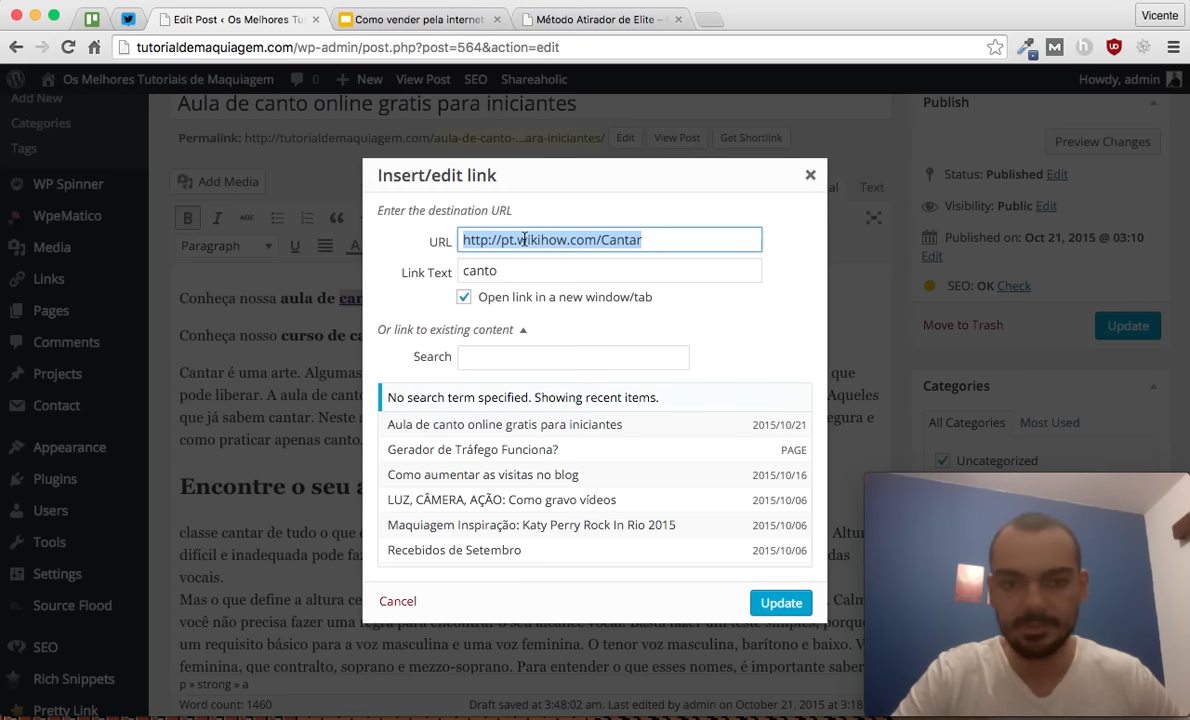 Edit Post ‹ Os Melhores Tu
Como vender pela internet
Método Atirador de Elite –
Vicente
tutorialdemaquiagem.com/wp-admin/post.php?post=564&action=edit
Os Melhores Tutoriais de Maquiagem
0
New
View Post
SEO
Shareaholic
Howdy, admin
Add New
Categories
Tags
WP Spinner
WpeMatico
Media
Links
Pages
Comments
Projects
Contact
Appearance
Plugins
Users
Tools
Settings
Source Flood
SEO
Rich Snippets
Pretty Link
Aula de canto online gratis para iniciantes
Permalink: http://tutorialdemaquiagem.com/aula-de-canto-...ara-iniciantes/
Edit
View Post
Get Shortlink
Add Media
Text
B I ABC
Paragraph
U
A
Conheça nossa aula de
Conheça nosso curso de
Cantar é uma arte. Algumas
que
pode liberar. A aula de
Aqueles
que já sabem cantar. Neste
segura e
como praticar apenas canto.
Encontre o seu
classe cantar de tudo o que
difícil e inadequada pode
das
vocais.
Mas o que define a altura
você não precisa fazer uma regra para encontrar o seu alcance vocal. Basta fazer um teste simples, porque
um requisito básico para a voz masculina e uma voz feminina. O tenor voz masculina, barítono e baixo.
feminina, que contralto, soprano e mezzo-soprano. Para entender o que esses nomes, é importante saber
p » strong » a
Word count: 1460
Draft saved at 3:48:02 am. Last edited by admin on October 21, 2015 at 3:18
Insert/edit link
Enter the destination URL
URL
http://pt.wikihow.com/Cantar
Link Text
canto
Open link in a new window/tab
Or link to existing content
Search
No search term specified. Showing recent items.
Aula de canto online gratis para iniciantes
2015/10/21
Gerador de Tráfego Funciona?
PAGE
Como aumentar as visitas no blog
2015/10/16
LUZ, CÂMERA, AÇÃO: Como gravo vídeos
2015/10/06
Maquiagem Inspiração: Katy Perry Rock In Rio 2015
2015/10/06
Recebidos de Setembro
2015/10/06
Cancel
Update
Publish
Preview Changes
Status: Published Edit
Visibility: Public Edit
Published on: Oct 21, 2015 @ 03:10
Edit
SEO: OK Check
Move to Trash
Update
Categories
All Categories
Most Used
Uncategorized